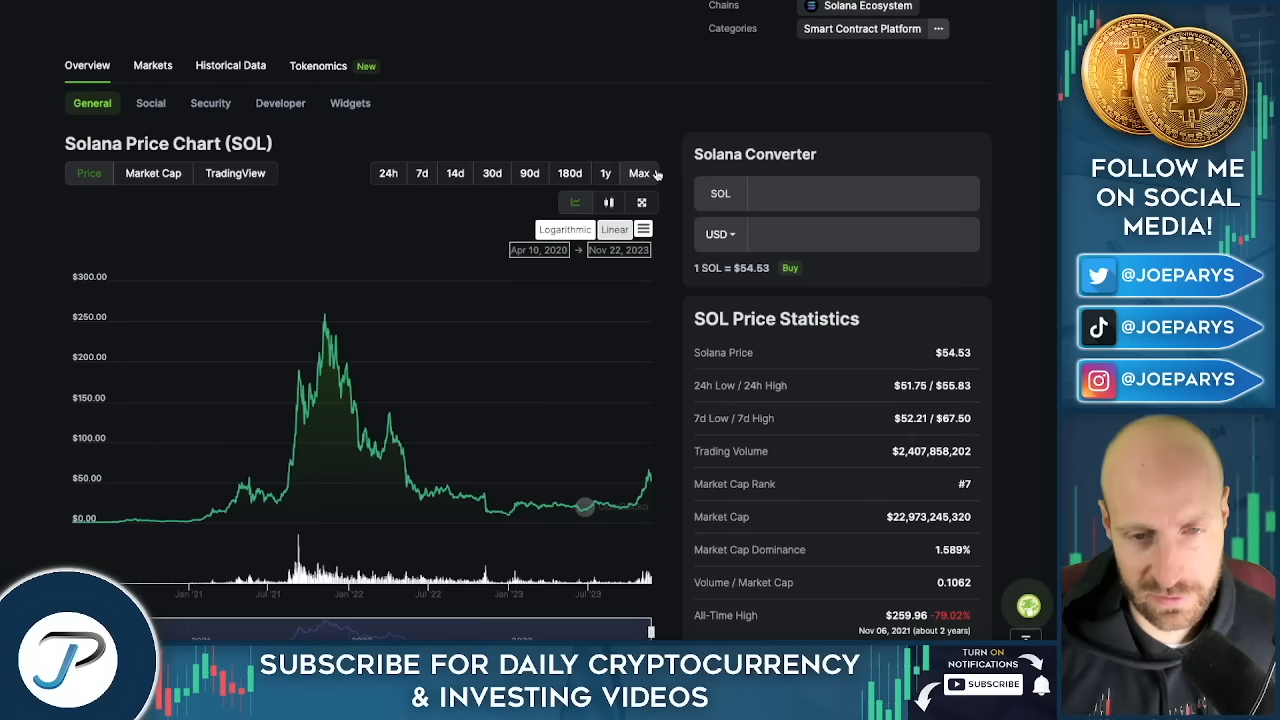 Chains
Solana Ecosystem
Categories
Smart Contract Platform
Overview
Markets
Historical Data
Tokenomics
New
General
Social
Security
Developer
Widgets
Solana Price Chart (SOL)
Price
Market Cap
TradingView
24h
7d
14d
30d
90d
180d
1y
Max
Logarithmic
Linear
Apr 10, 2020 → Nov 22, 2023
$300.00
$250.00
$200.00
$150.00
$100.00
$50.00
$0.00
Jan '21
Jul '21
Jan '22
Jul '22
Jan '23
Jul '23
Solana Converter
SOL
USD
1 SOL = $54.53
Buy
SOL Price Statistics
Solana Price
$54.53
24h Low / 24h High
$51.75 / $55.83
7d Low / 7d High
$52.21 / $67.50
Trading Volume
$2,407,858,202
Market Cap Rank
#7
Market Cap
$22,973,245,320
Market Cap Dominance
1.589%
Volume / Market Cap
0.1062
All-Time High
$259.96 -79.02%
Nov 06, 2021 (about 2 years)
FOLLOW ME
ON SOCIAL
MEDIA!
@JOEPARYS
@JOEPARYS
@JOEPARYS
SUBSCRIBE FOR DAILY CRYPTOCURRENCY
& INVESTING VIDEOS
TURN ON
NOTIFICATIONS
SUBSCRIBE